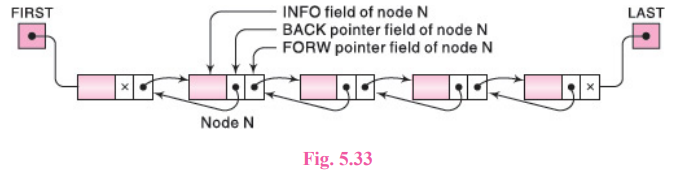 FIRST
INFO field of node N
LAST
BACK pointer field of node N
FORW pointer field of node N
×
×
Node N
Fig. 5.33